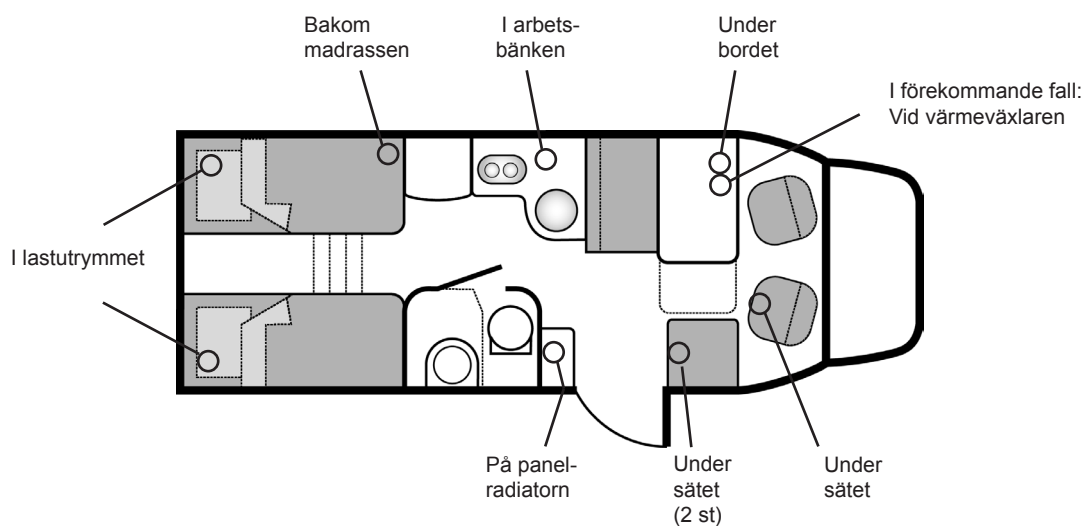 Bakom
madrassen
I arbets-
bänken
Under
bordet
I förekommande fall:
Vid värmeväxlaren
I lastutrymmet
På panel-
radiatorn
Under
sätet
(2 st)
Under
sätet